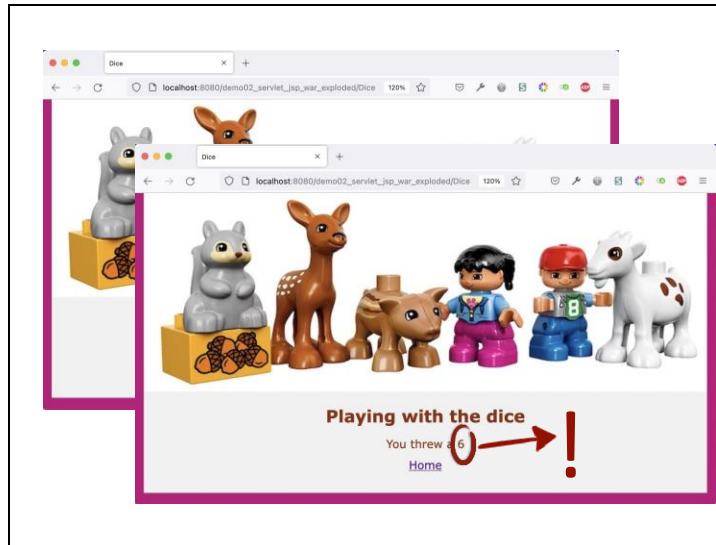 Dice
localhost:8080/demo02_servlet_jsp_war_exploded/Dice 120%
Dice
localhost:8080/demo02_servlet_jsp_war_exploded/Dice 120%
8
Playing with the dice
You threw a 6
!
Home